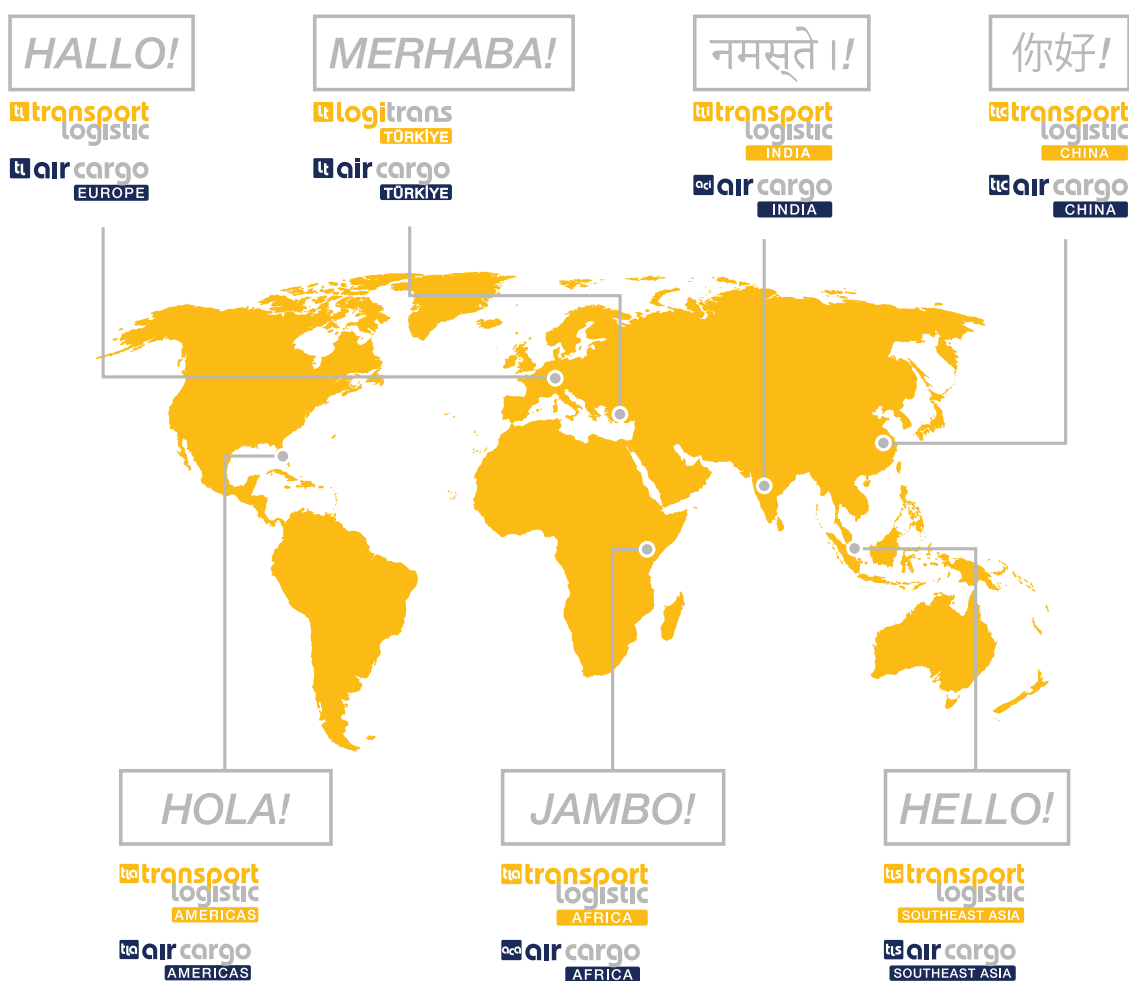 HALLO!
tl transport
logistic
tl air cargo
EUROPE
MERHABA!
lt logitrans
TÜRKİYE
lt air cargo
TÜRKİYE
नमस्ते ।!
tli transport
logistic
INDIA
aci air cargo
INDIA
你好!
tlc transport
logistic
CHINA
tlc air cargo
CHINA
HOLA!
tla transport
logistic
AMERICAS
tla air cargo
AMERICAS
JAMBO!
tla transport
logistic
AFRICA
aca air cargo
AFRICA
HELLO!
tls transport
logistic
SOUTHEAST ASIA
tls air cargo
SOUTHEAST ASIA